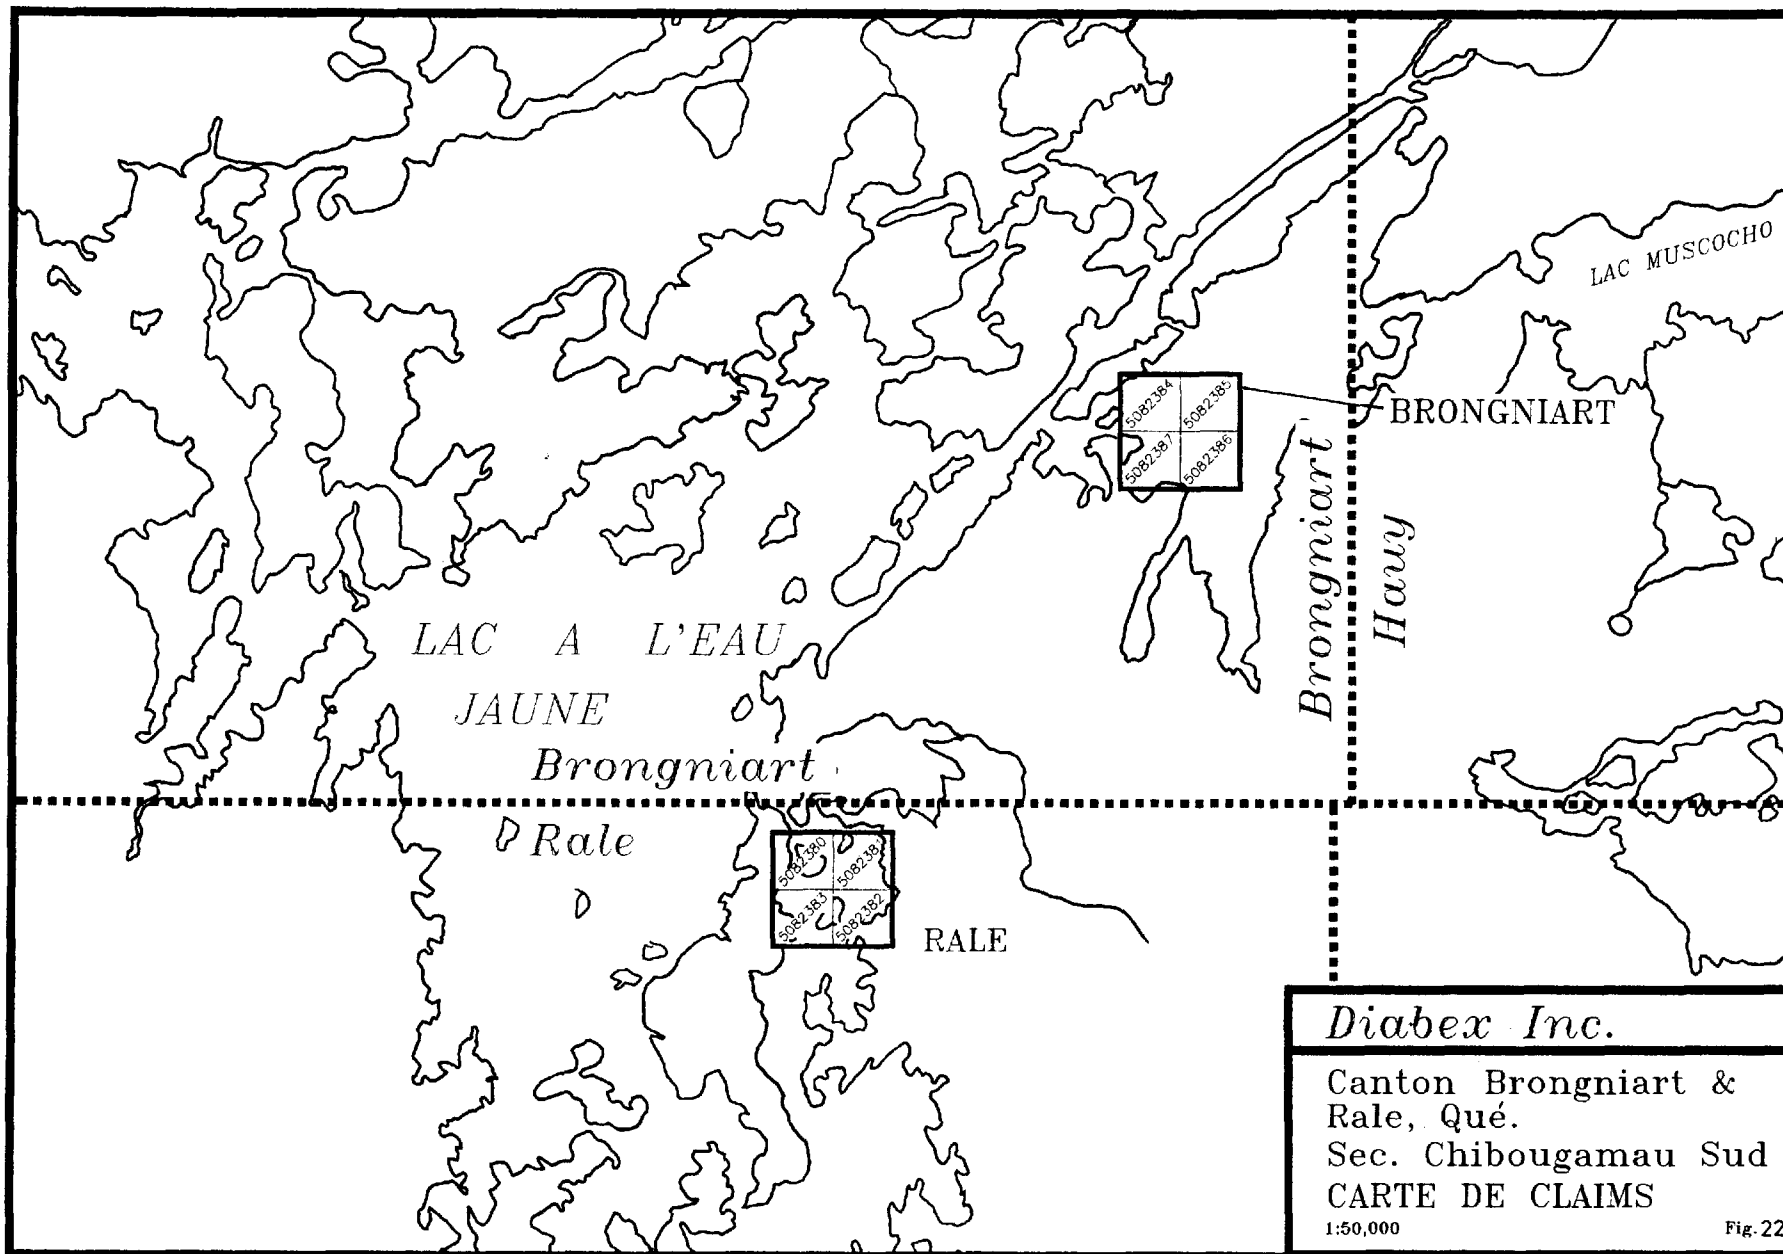 LAC MUSCOCHO
5082384
5082385
5082387
5082386
BRONGNIART
Brongniart
Hauy
LAC A L'EAU
JAUNE
Brongniart
Rale
5082380
5082381
5082383
5082382
RALE
Diabex Inc.
Canton Brongniart &
Rale, Qué.
Sec. Chibougamau Sud
CARTE DE CLAIMS
1:50,000
Fig. 22